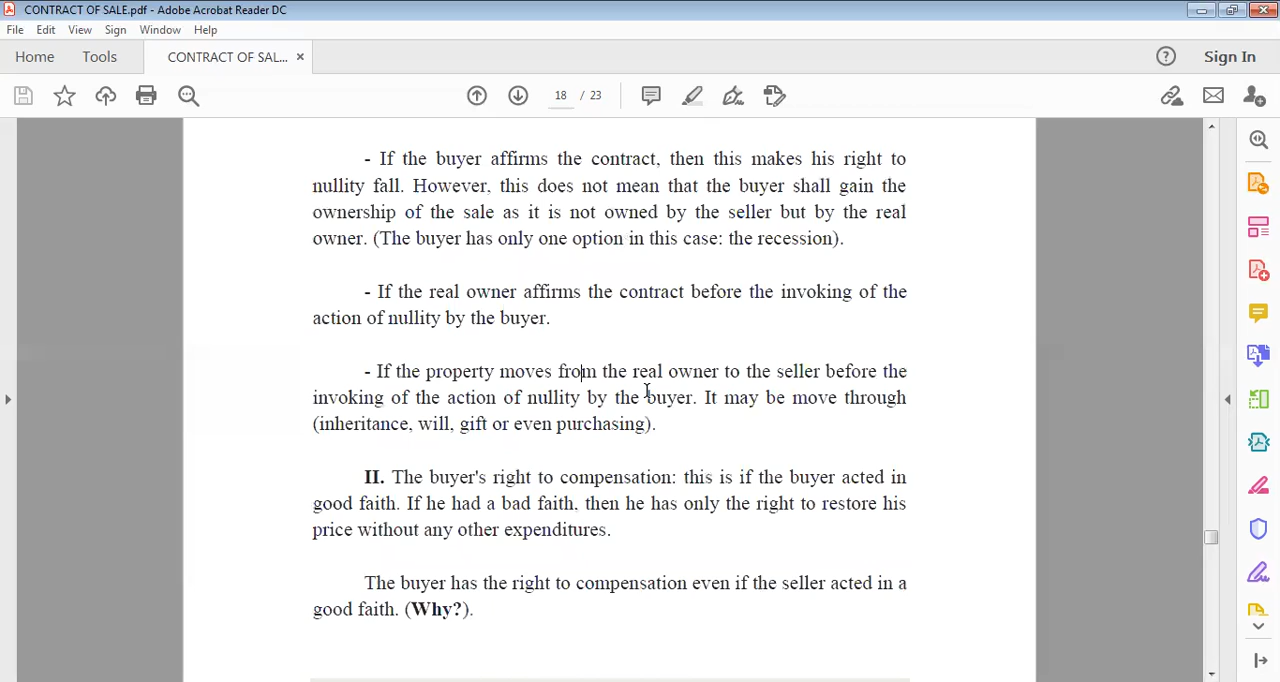 CONTRACT OF SALE.pdf - Adobe Acrobat Reader DC
File Edit View Sign Window Help
Home Tools CONTRACT OF SAL... × Sign In
18 / 23
- If the buyer affirms the contract, then this makes his right to
nullity fall. However, this does not mean that the buyer shall gain the
ownership of the sale as it is not owned by the seller but by the real
owner. (The buyer has only one option in this case: the recession).
- If the real owner affirms the contract before the invoking of the
action of nullity by the buyer.
- If the property moves from the real owner to the seller before the
invoking of the action of nullity by the buyer. It may be move through
(inheritance, will, gift or even purchasing).
II. The buyer's right to compensation: this is if the buyer acted in
good faith. If he had a bad faith, then he has only the right to restore his
price without any other expenditures.
The buyer has the right to compensation even if the seller acted in a
good faith. (Why?).